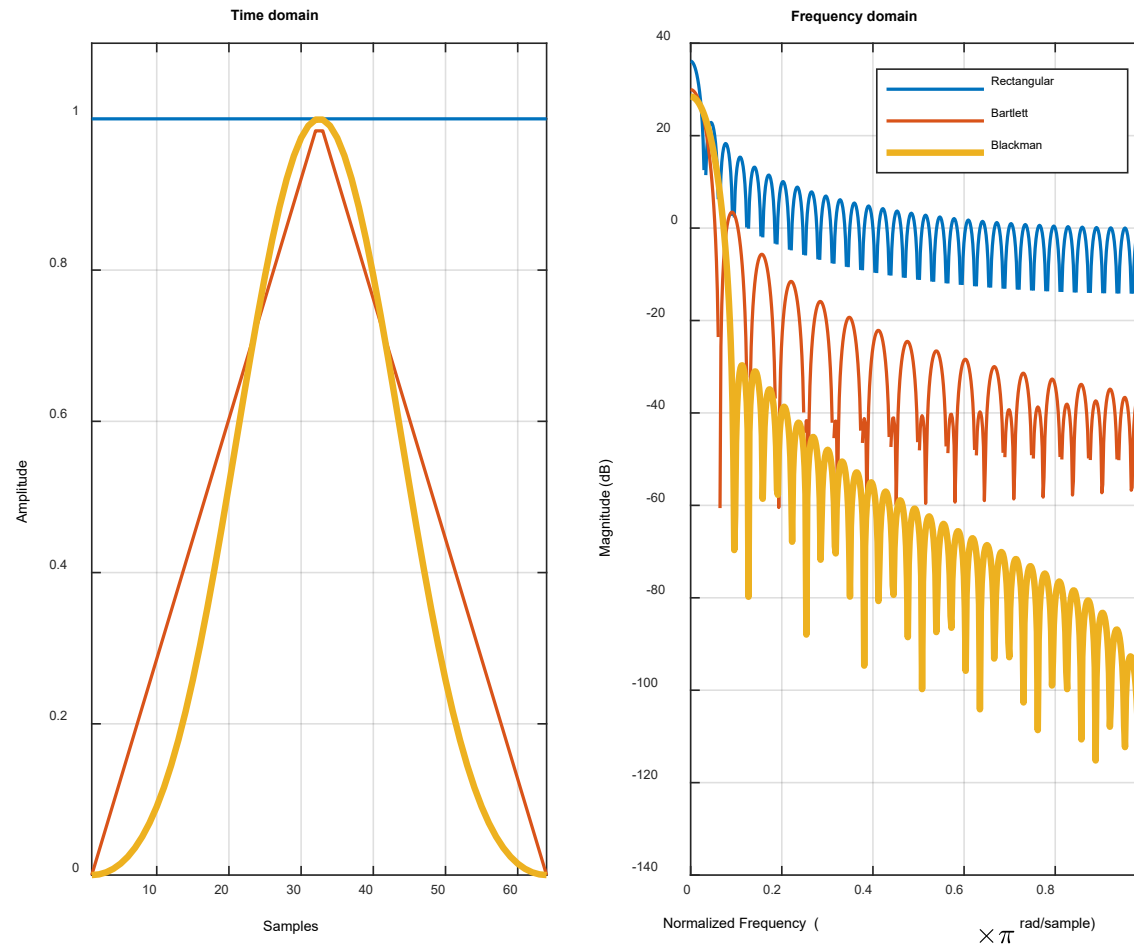 Time domain
Amplitude
1
0.8
0.6
0.4
0.2
0
10 20 30 40 50 60
Samples
Frequency domain
Magnitude (dB)
40
20
0
-20
-40
-60
-80
-100
-120
-140
Rectangular
Bartlett
Blackman
0 0.2 0.4 0.6 0.8
Normalized Frequency ( ×π rad/sample)